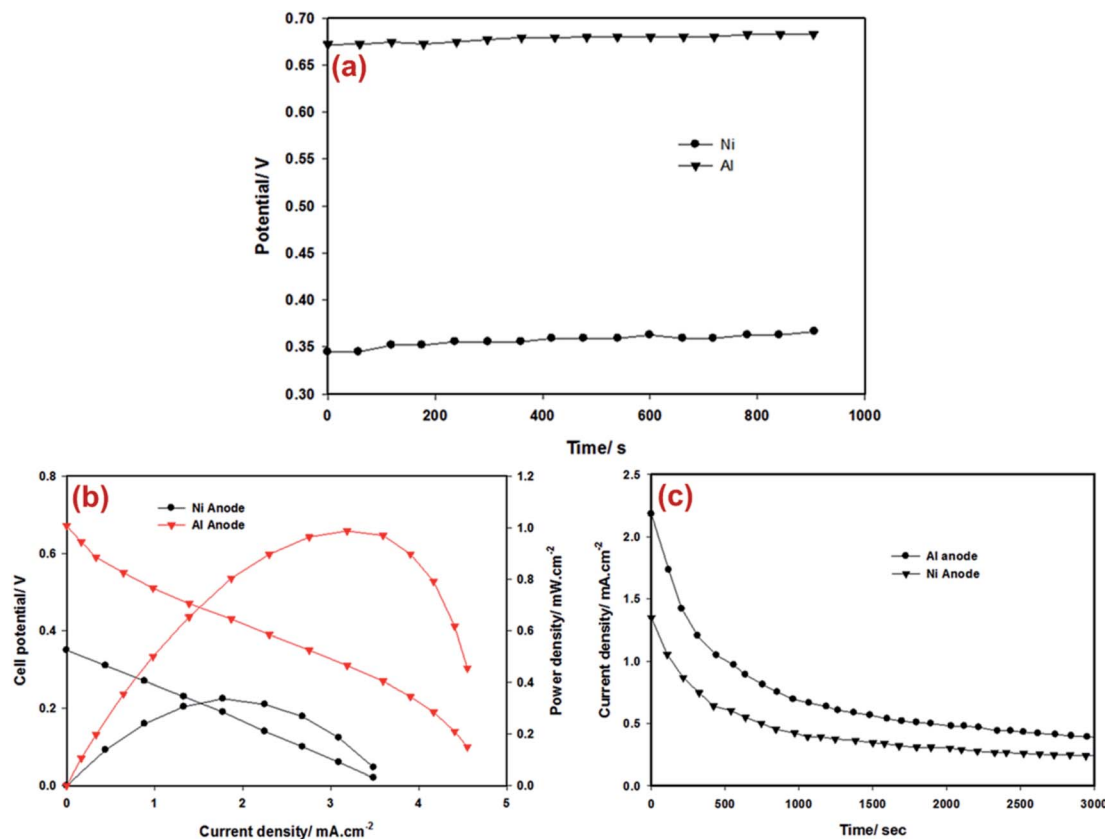 0.70
0.65
0.60
0.55
0.50
0.45
0.40
0.35
0.30
Potential/ V
(a)
Ni
Al
0 200 400 600 800 1000
Time/ s
0.8
0.6
0.4
0.2
0.0
Cell potential/ V
(b)
Ni Anode
Al Anode
1.2
1.0
0.8
0.6
0.4
0.2
0.0
Power density/ mW.cm⁻²
0 1 2 3 4 5
Current density/ mA.cm⁻²
2.5
2.0
1.5
1.0
0.5
0.0
Current density/ mA.cm⁻²
(c)
Al anode
Ni Anode
0 500 1000 1500 2000 2500 3000
Time/ sec